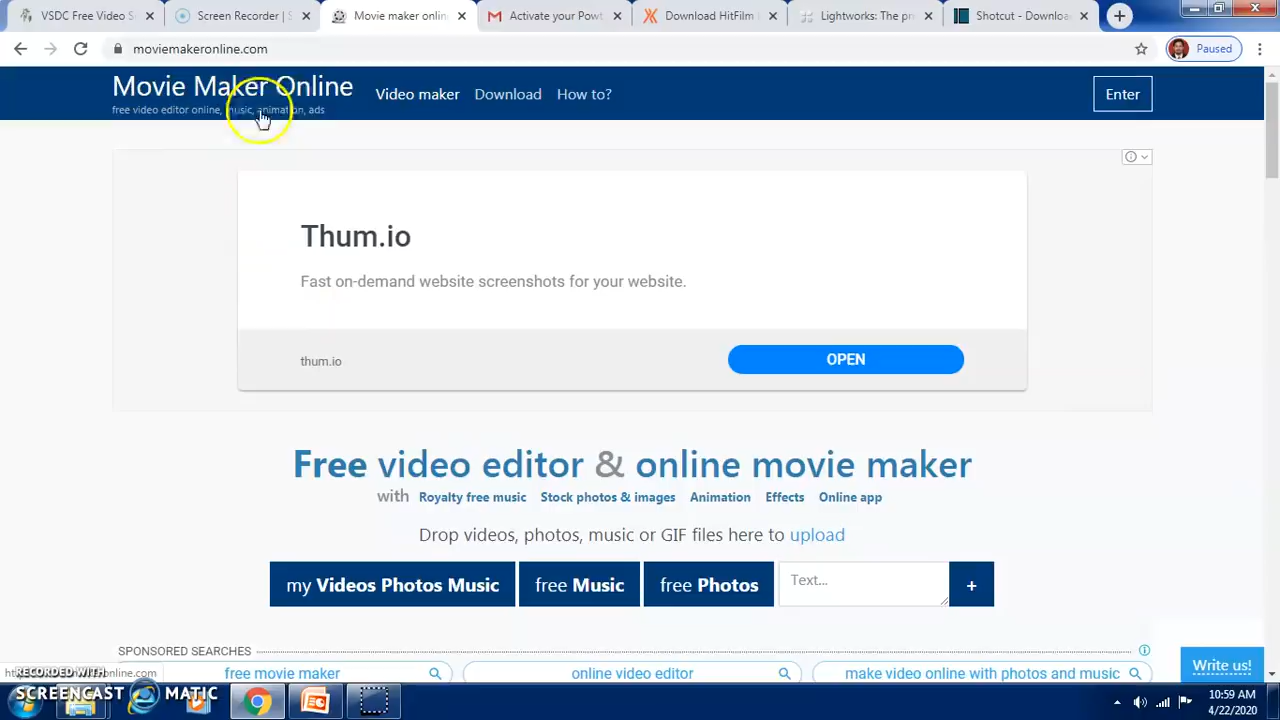 VSDC Free Video S
Screen Recorder | S
Movie maker onlin
Activate your Powt
Download HitFilm
Lightworks: The pr
Shotcut - Downloa
moviemakeronline.com
Paused
Movie Maker Online
free video editor online, music, animation, ads
Video maker
Download
How to?
Enter
Thum.io
Fast on-demand website screenshots for your website.
thum.io
OPEN
Free video editor & online movie maker
with Royalty free music Stock photos & images Animation Effects Online app
Drop videos, photos, music or GIF files here to upload
my Videos Photos Music
free Music
free Photos
Text...
+
SPONSORED SEARCHES
free movie maker
online video editor
make video online with photos and music
Write us!
RECORDED WITH
SCREENCAST MATIC
10:59 AM
4/22/2020